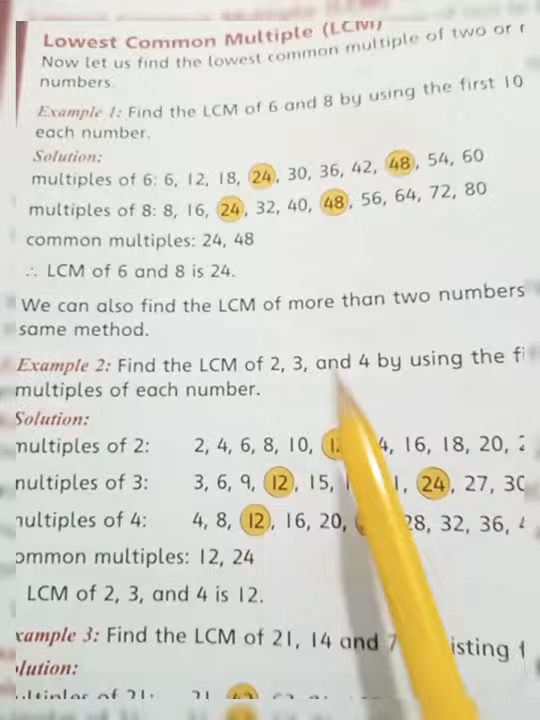 Lowest Common Multiple (LCM)
Now let us find the lowest common multiple of two or
numbers.
Example 1: Find the LCM of 6 and 8 by using the first 10
each number.
Solution:
multiples of 6: 6, 12, 18, 24, 30, 36, 42, 48, 54, 60
multiples of 8: 8, 16, 24, 32, 40, 48, 56, 64, 72, 80
common multiples: 24, 48
∴ LCM of 6 and 8 is 24.
We can also find the LCM of more than two numbers
same method.
Example 2: Find the LCM of 2, 3, and 4 by using the
multiples of each number.
Solution:
multiples of 2: 2, 4, 6, 8, 10, 16, 18, 20,
multiples of 3: 3, 6, 9, 12, 15, 24, 27, 30
multiples of 4: 4, 8, 12, 16, 20, 28, 32, 36,
common multiples: 12, 24
LCM of 2, 3, and 4 is 12.
Example 3: Find the LCM of 21, 14 and
Solution:
multiples of 21: 21, 42,